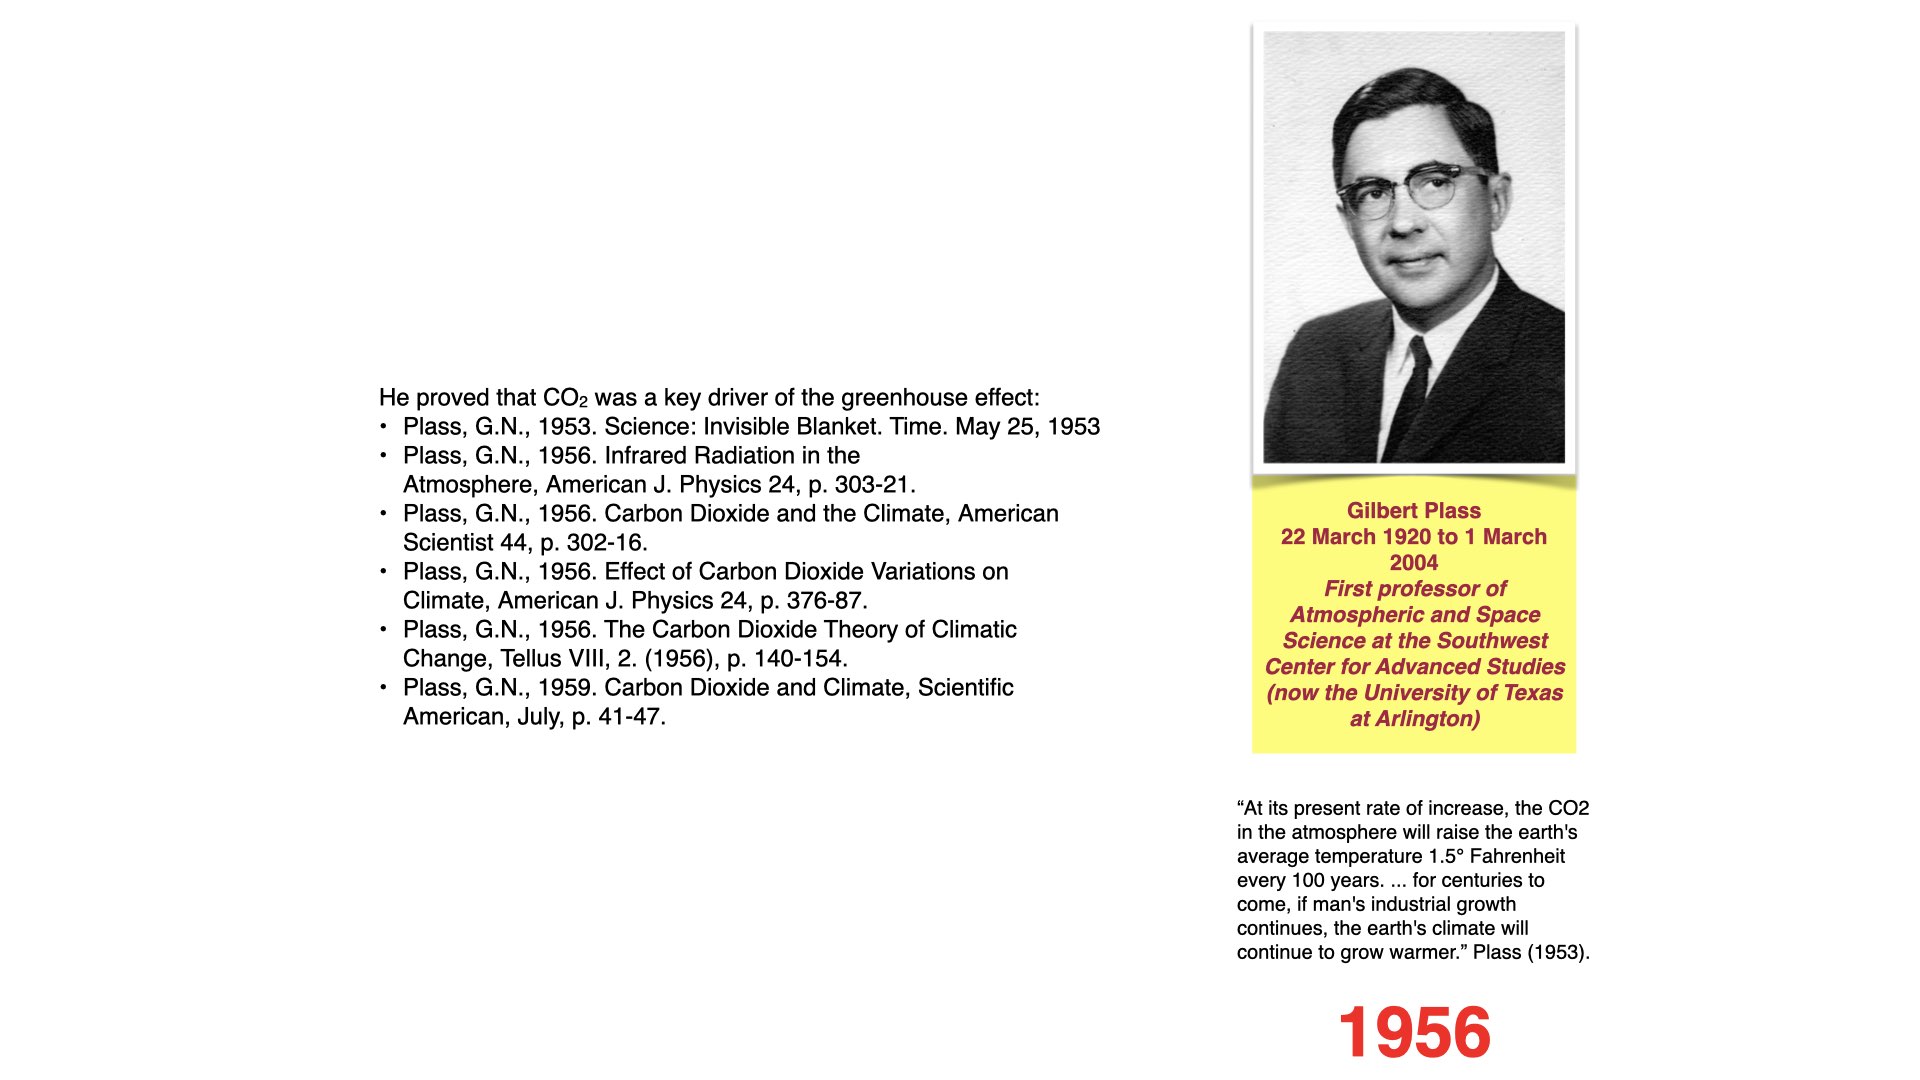 He proved that CO₂ was a key driver of the greenhouse effect:
• Plass, G.N., 1953. Science: Invisible Blanket. Time. May 25, 1953
• Plass, G.N., 1956. Infrared Radiation in the
Atmosphere, American J. Physics 24, p. 303-21.
• Plass, G.N., 1956. Carbon Dioxide and the Climate, American
Scientist 44, p. 302-16.
• Plass, G.N., 1956. Effect of Carbon Dioxide Variations on
Climate, American J. Physics 24, p. 376-87.
• Plass, G.N., 1956. The Carbon Dioxide Theory of Climatic
Change, Tellus VIII, 2. (1956), p. 140-154.
• Plass, G.N., 1959. Carbon Dioxide and Climate, Scientific
American, July, p. 41-47.
Gilbert Plass
22 March 1920 to 1 March
2004
First professor of
Atmospheric and Space
Science at the Southwest
Center for Advanced Studies
(now the University of Texas
at Arlington)
“At its present rate of increase, the CO2
in the atmosphere will raise the earth's
average temperature 1.5° Fahrenheit
every 100 years. ... for centuries to
come, if man's industrial growth
continues, the earth's climate will
continue to grow warmer.” Plass (1953).
1956